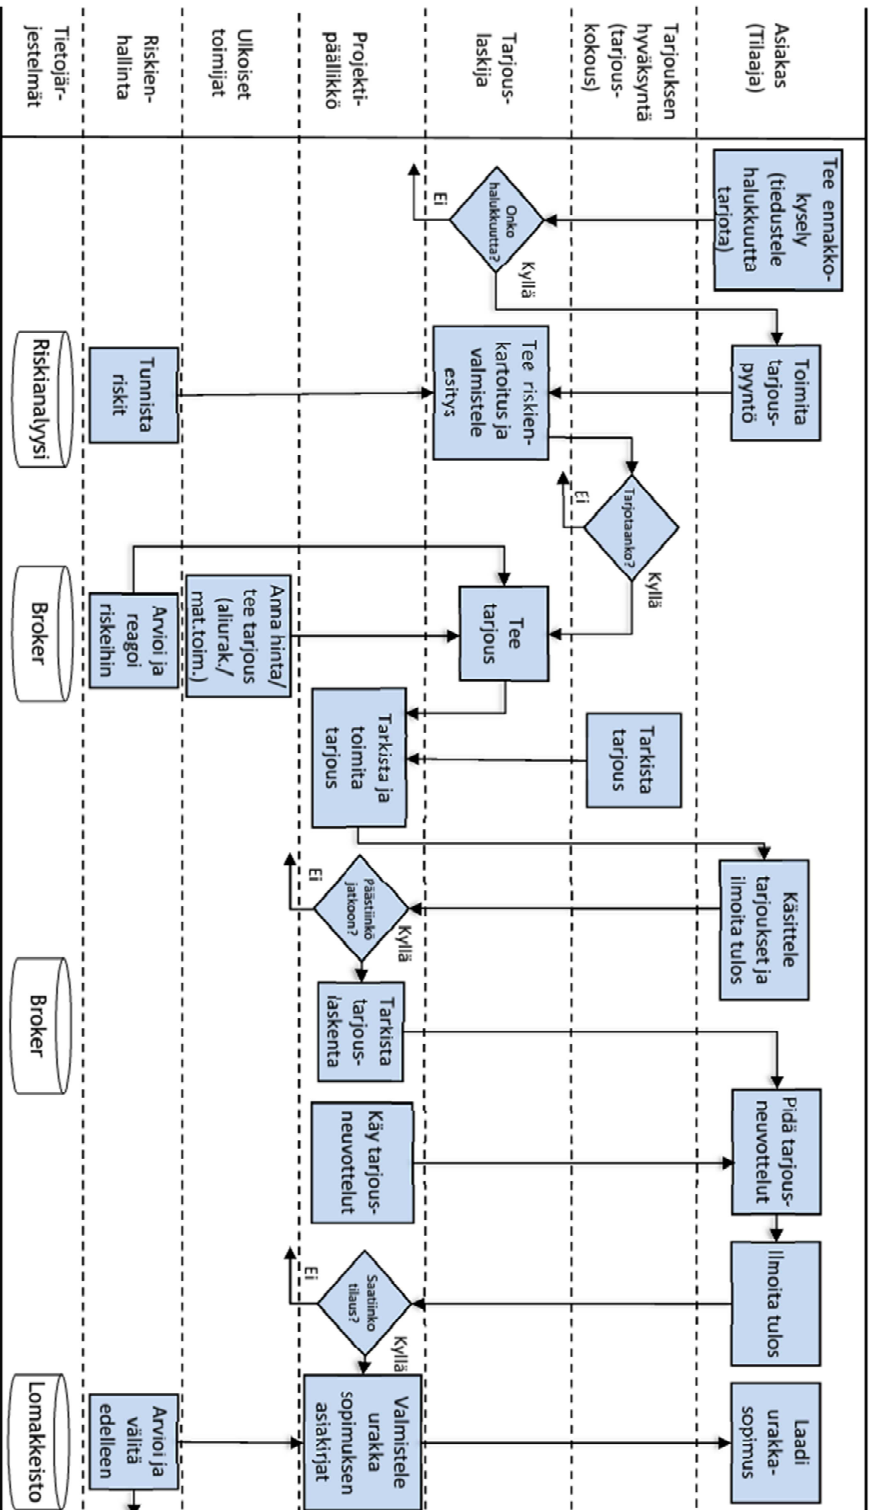 Asiakas
(Tilaaja)
Tee ennakko-
kysely
(tiedustele
halukkuutta
tarjota)
Toimita
tarjous-
pyyntö
Käsittele
tarjoukset ja
ilmoita tulos
Pidä tarjous-
neuvottelut
Ilmoita tulos
Laadi
urakka-
sopimus
Tarjouksen
hyväksyntä
(tarjous-
kokous)
Tarjotaanko?
Ei
Kyllä
Tarkista
tarjous
Tarjous-
laskija
Onko
halukkuutta?
Ei
Kyllä
Tee riskien-
kartoitus ja
valmistele
esitys
Tee
tarjous
Projekti-
päällikkö
Tarkista ja
toimita
tarjous
Päästiinkö
jatkoon?
Ei
Kyllä
Tarkista
tarjous-
laskenta
Käy tarjous-
neuvottelut
Saatiinko
tilaus?
Ei
Kyllä
Valmistele
urakka
sopimuksen
asiakirjat
Ulkoiset
toimijat
Anna hinta/
tee tarjous
(aliurak./
mat.toim.)
Riskien-
hallinta
Tunnista
riskit
Arvioi ja
reagoi
riskeihin
Arvioi ja
välitä
edelleen
Tietojär-
jestelmät
Riskianalyysi
Broker
Broker
Lomakkeisto